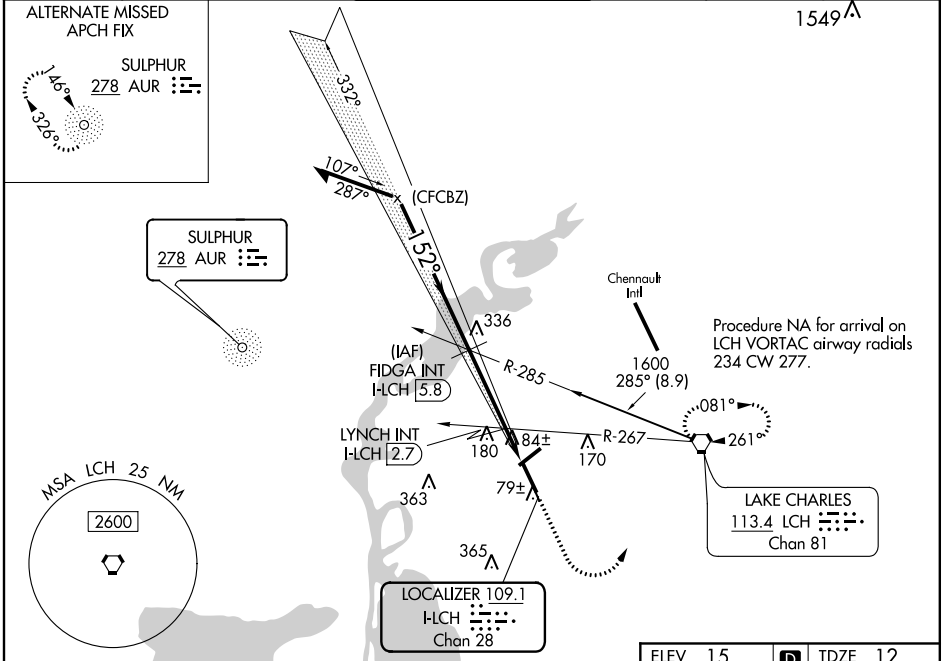 ALTERNATE MISSED
APCH FIX
SULPHUR
278 AUR
146°
326°
1549
332°
107°
287°
(CFCBZ)
152°
SULPHUR
278 AUR
Chennault
Intl
336
(IAF)
FIDGA INT
I-LCH 5.8
R-285
1600
285° (8.9)
Procedure NA for arrival on
LCH VORTAC airway radials
234 CW 277.
081°
261°
LYNCH INT
I-LCH 2.7
180
84±
170
R-267
79±
363
365
MSA LCH 25 NM
2600
LAKE CHARLES
113.4 LCH
Chan 81
LOCALIZER 109.1
I-LCH
Chan 28
ELEV 15
D
TDZE 12